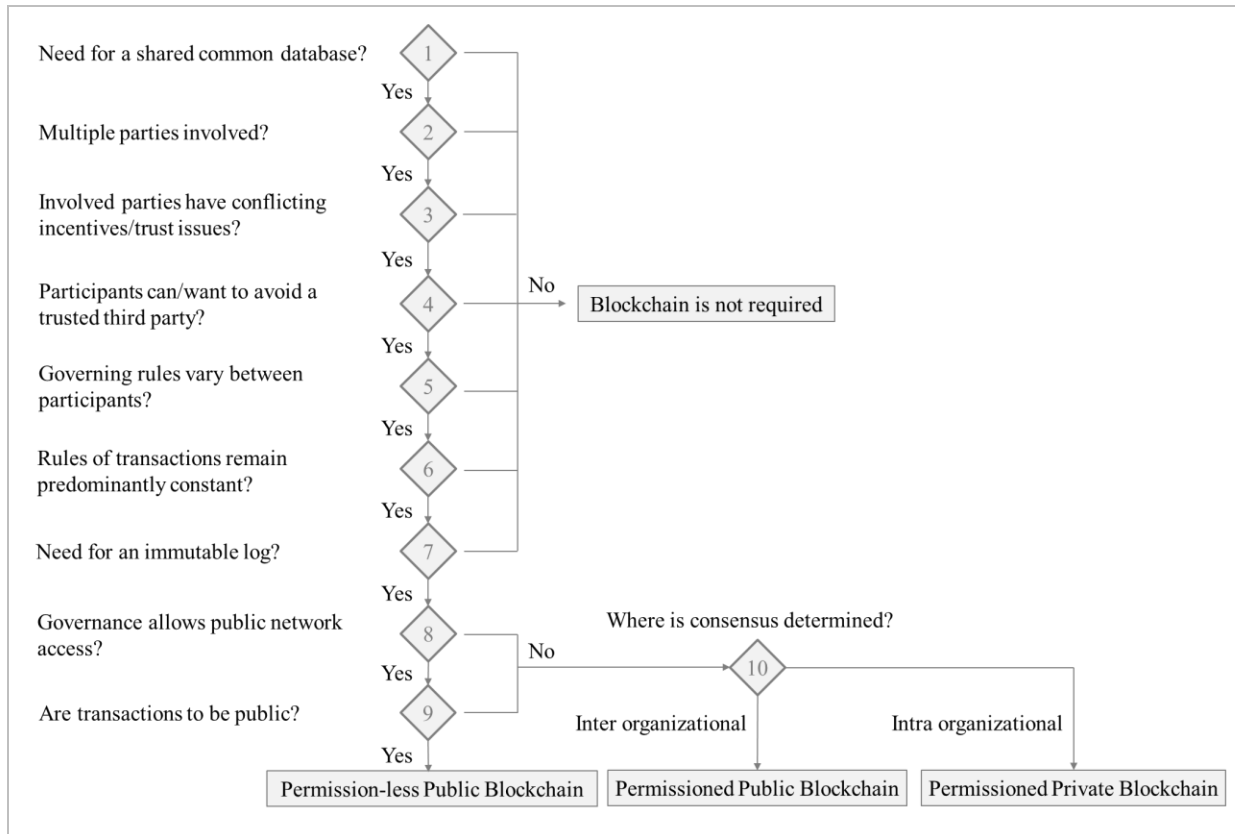 Need for a shared common database?
1
Yes
Multiple parties involved?
2
Yes
Involved parties have conflicting
incentives/trust issues?
3
Yes
Participants can/want to avoid a
trusted third party?
4
No
Blockchain is not required
Yes
Governing rules vary between
participants?
5
Yes
Rules of transactions remain
predominantly constant?
6
Yes
Need for an immutable log?
7
Yes
Governance allows public network
access?
8
Where is consensus determined?
No
10
Yes
Are transactions to be public?
9
Inter organizational
Intra organizational
Yes
Permission-less Public Blockchain
Permissioned Public Blockchain
Permissioned Private Blockchain